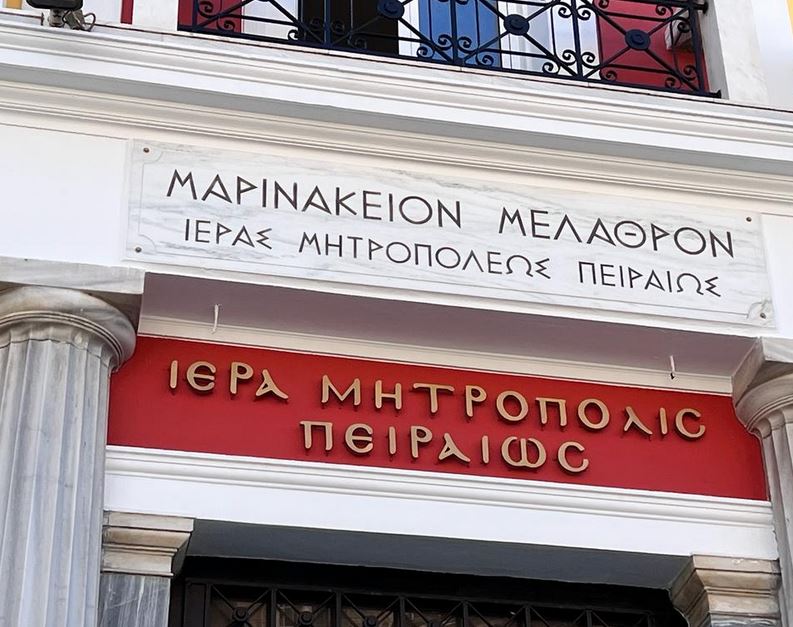 ΜΑΡΙΝΑΚΕΙΟΝ ΜΕΛΑΘΡΟΝ
ΙΕΡΑΣ ΜΗΤΡΟΠΟΛΕΩΣ ΠΕΙΡΑΙΩΣ
ΙΕΡΑ ΜΗΤΡΟΠΟΛΙϹ
ΠΕΙΡΑΙΩϹ